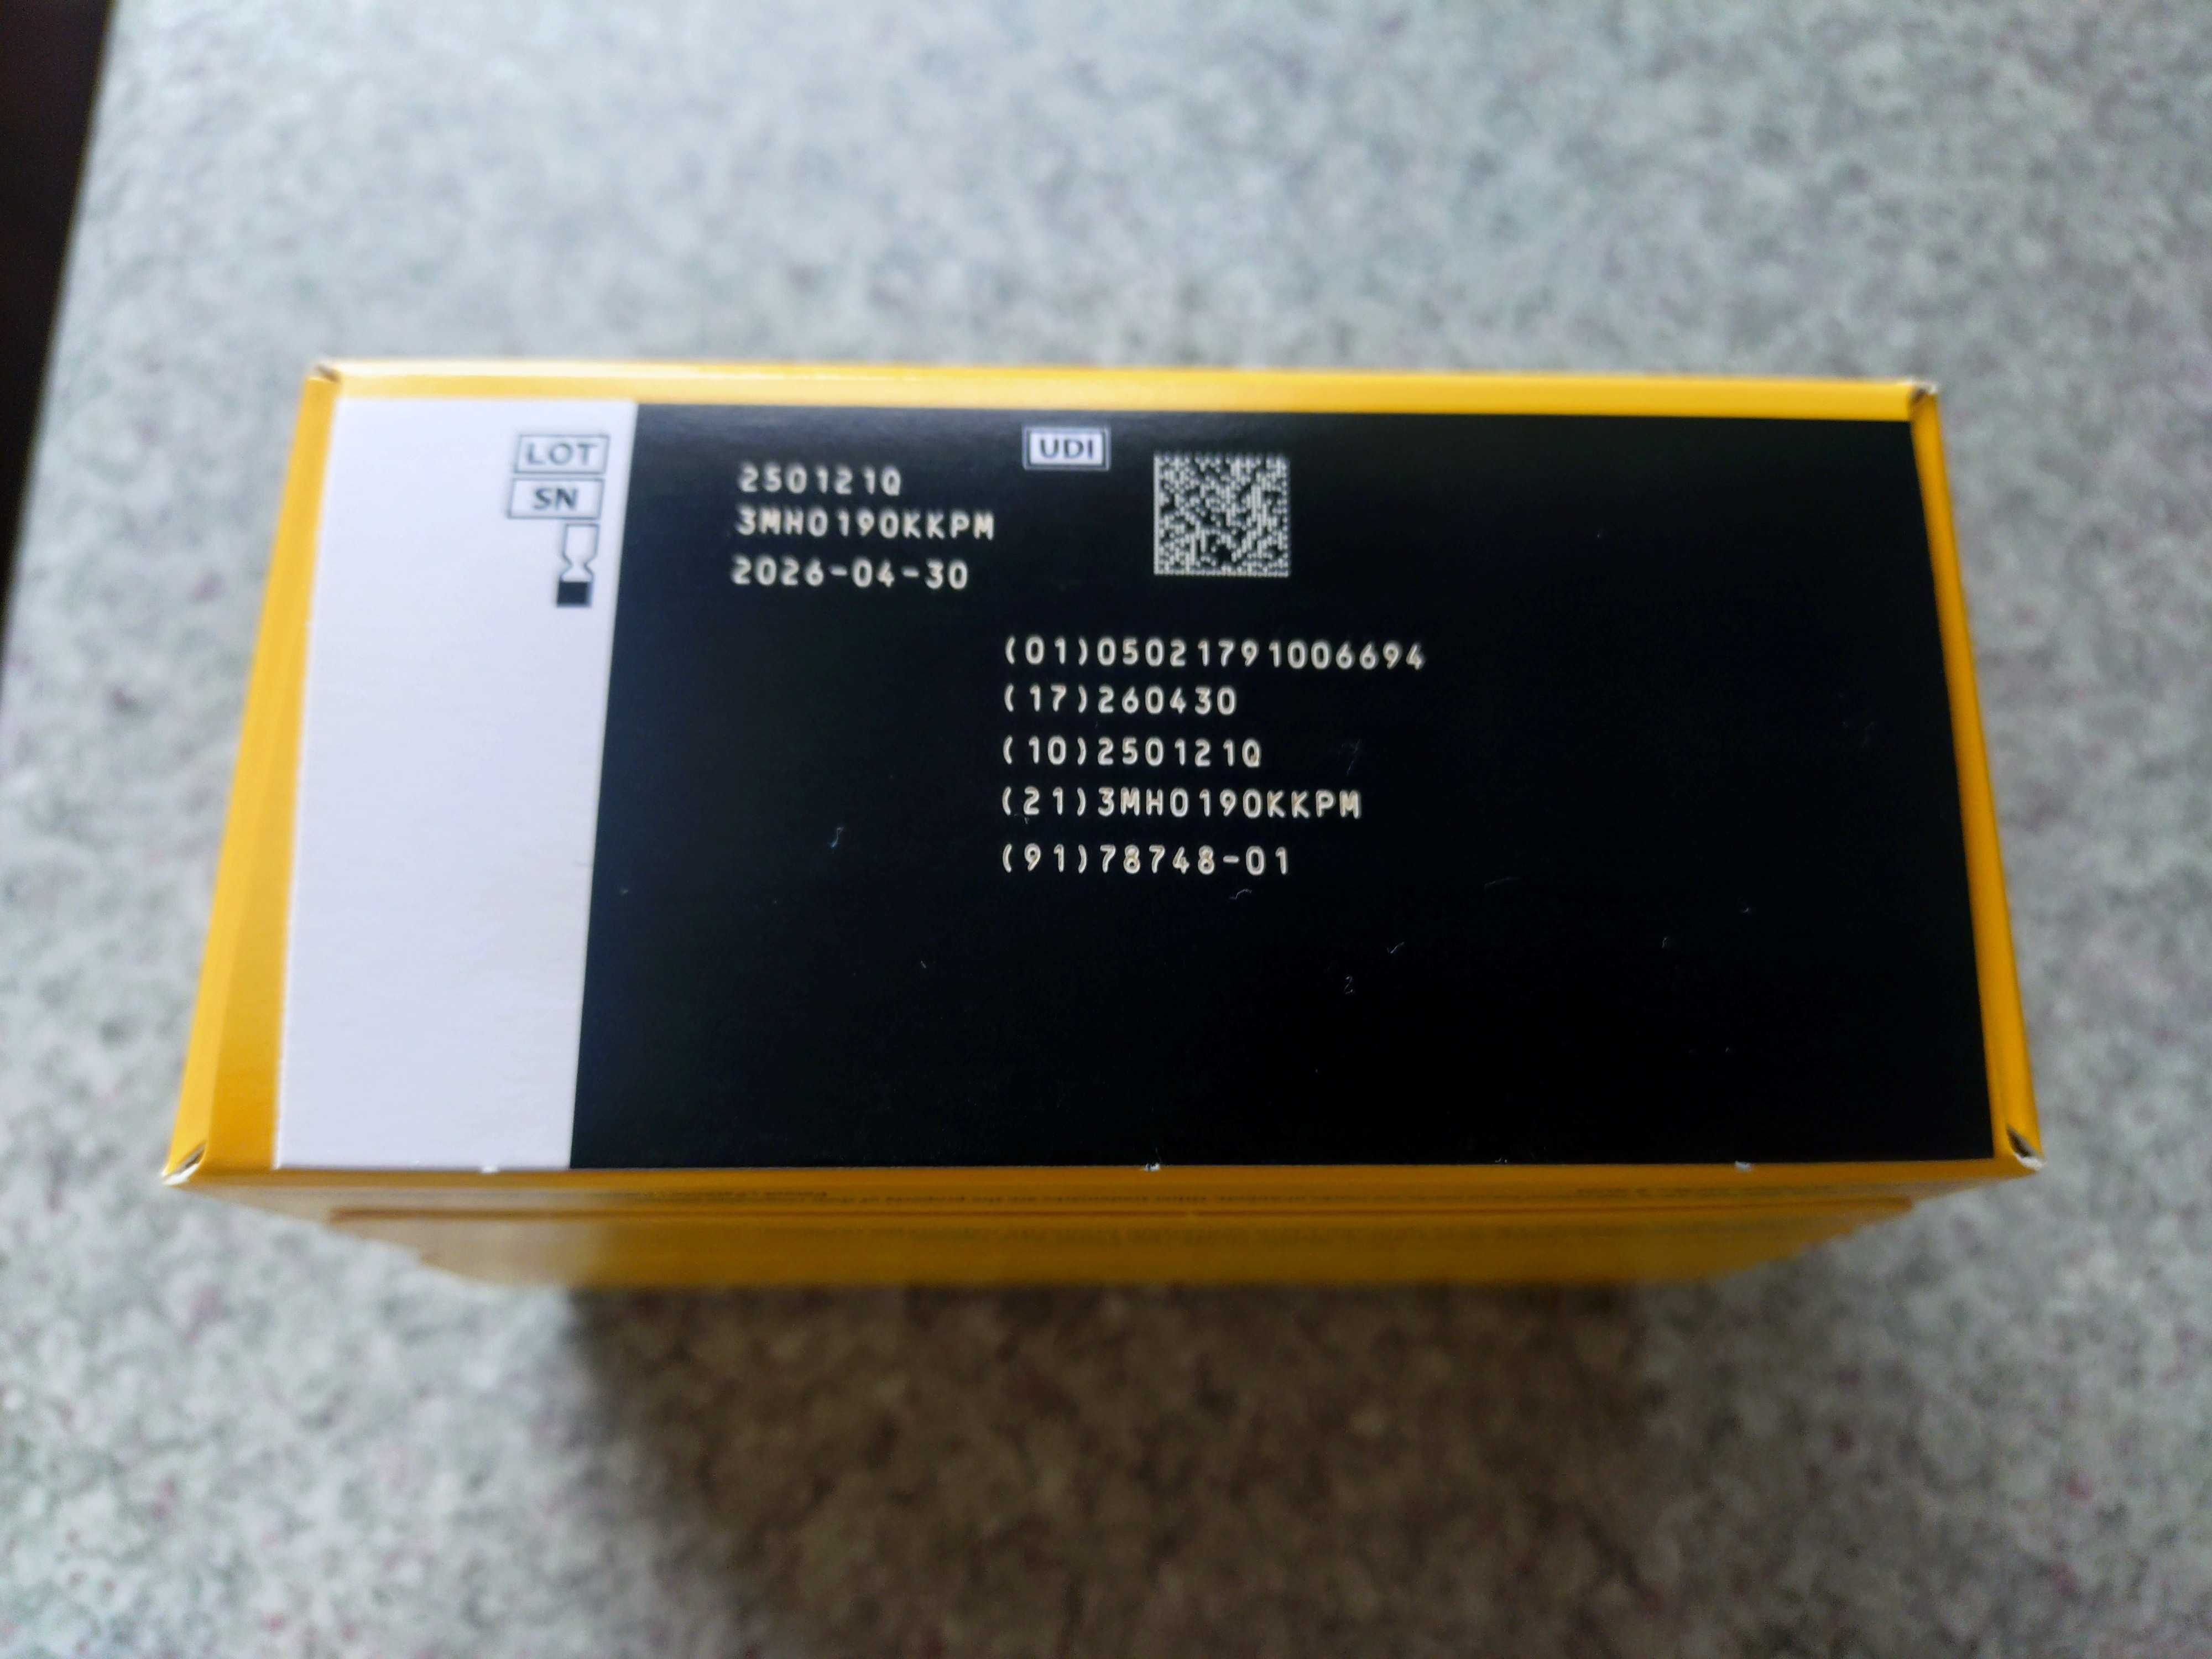 LOT
SN
250121Q
3MH0190KKPM
2026-04-30
UDI
(01)05021791006694
(17)260430
(10)250121Q
(21)3MH0190KKPM
(91)78748-01